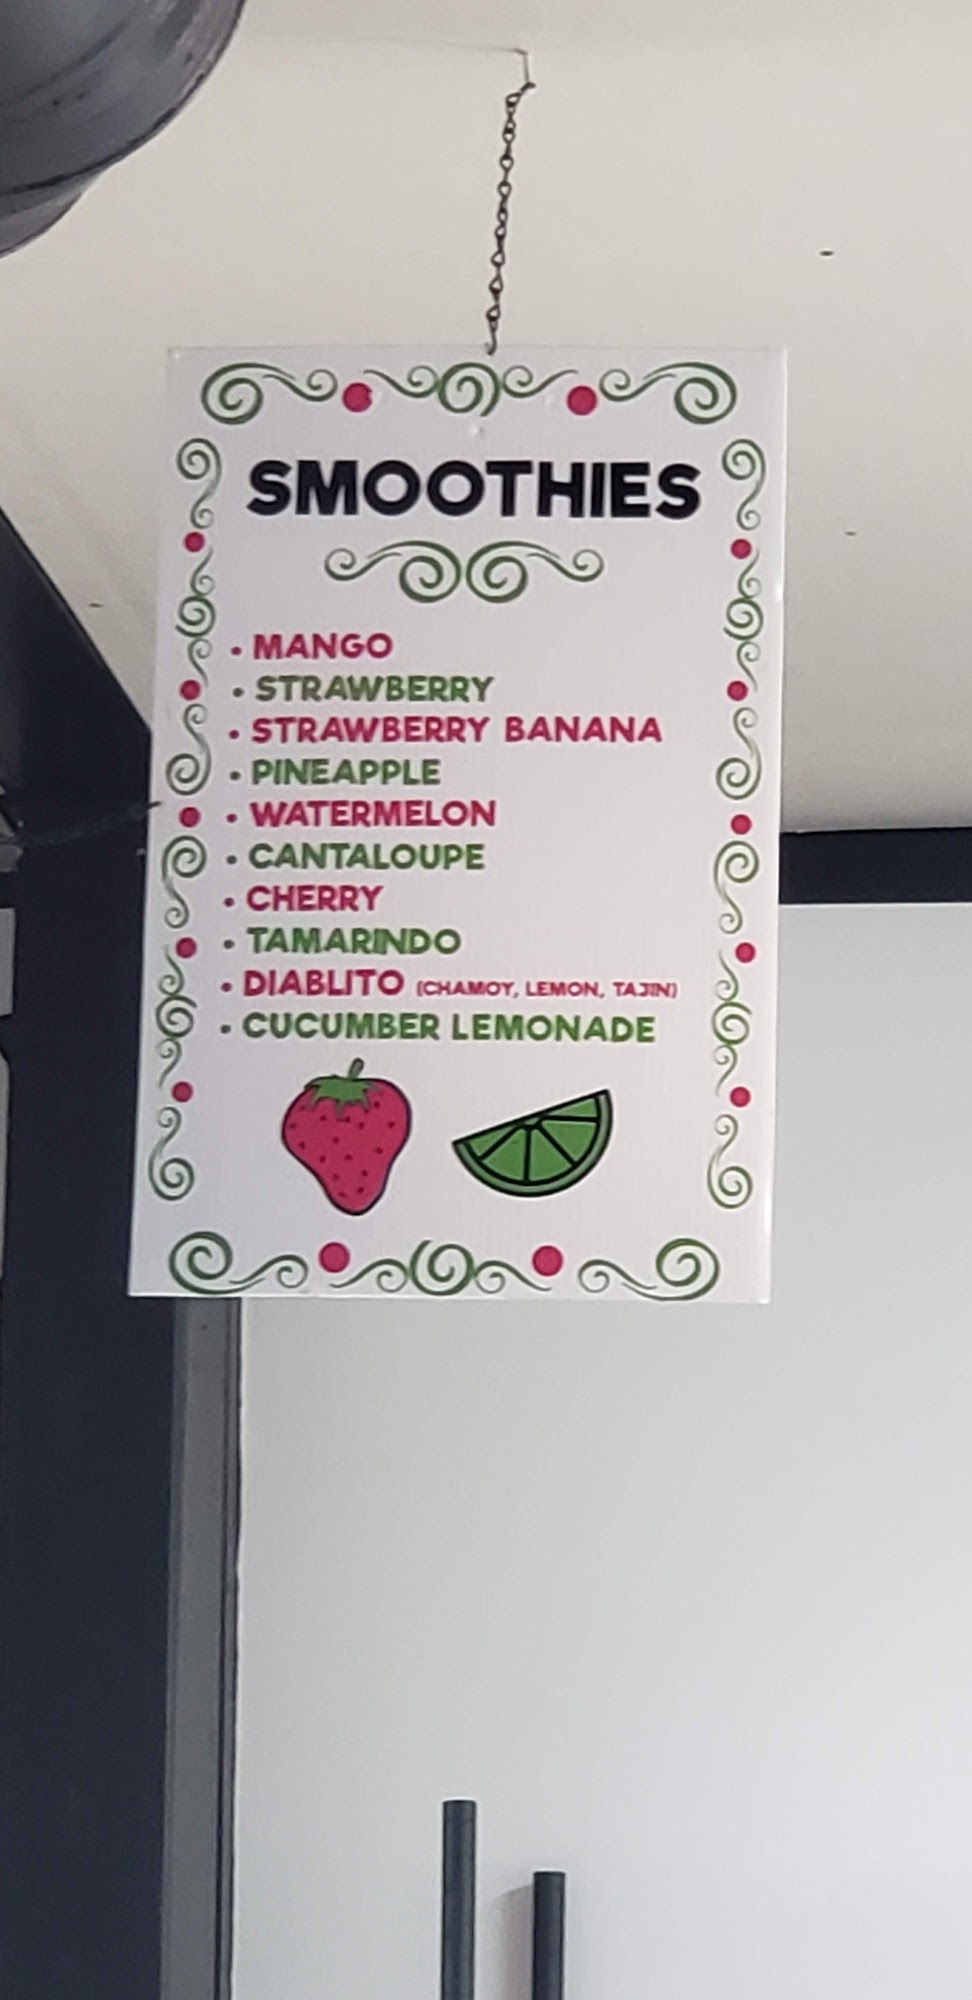 SMOOTHIES
• MANGO
• STRAWBERRY
• STRAWBERRY BANANA
• PINEAPPLE
• WATERMELON
• CANTALOUPE
• CHERRY
• TAMARINDO
• DIABLITO (CHAMOY, LEMON, TAJIN)
• CUCUMBER LEMONADE